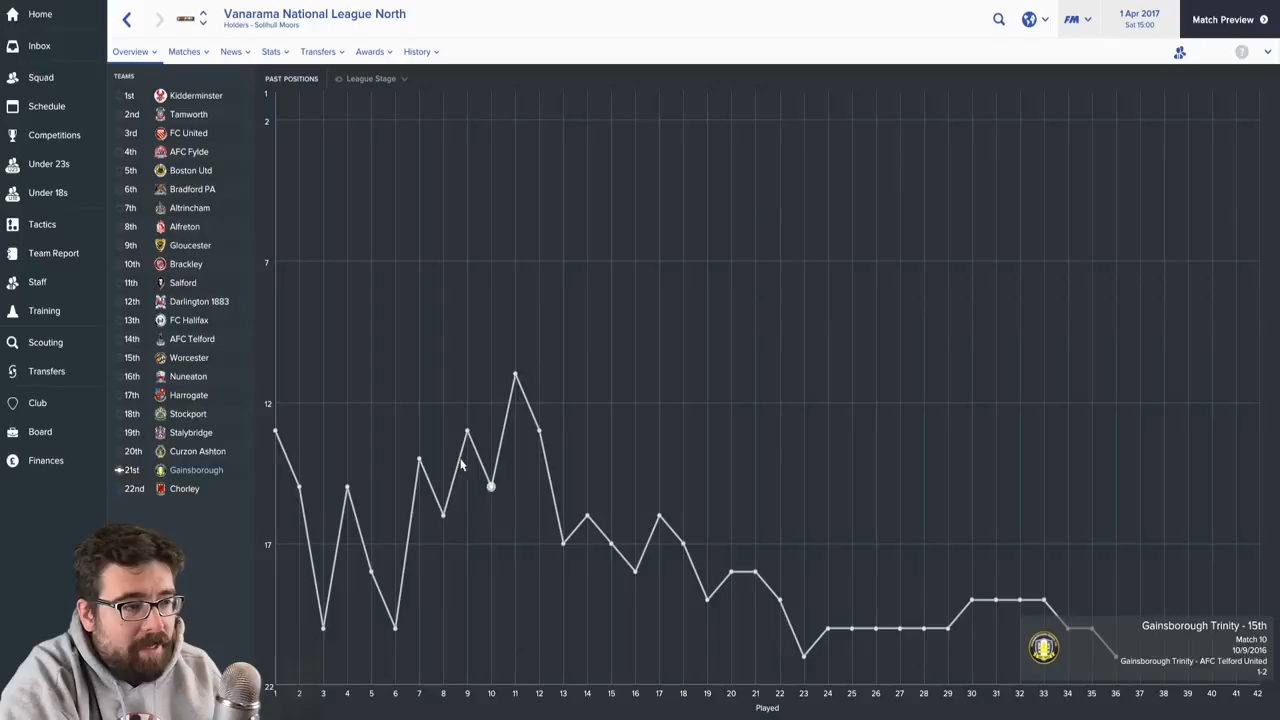 Home
Inbox
Squad
Schedule
Competitions
Under 23s
Under 18s
Tactics
Team Report
Staff
Training
Scouting
Transfers
Club
Board
Finances
Vanarama National League North
Holders - Solihull Moors
FM
1 Apr 2017
Sat 15:00
Match Preview
Overview Matches News Stats Transfers Awards History
TEAMS
1st Kidderminster
2nd Tamworth
3rd FC United
4th AFC Fylde
5th Boston Utd
6th Bradford PA
7th Altrincham
8th Alfreton
9th Gloucester
10th Brackley
11th Salford
12th Darlington 1883
13th FC Halifax
14th AFC Telford
15th Worcester
16th Nuneaton
17th Harrogate
18th Stockport
19th Stalybridge
20th Curzon Ashton
21st Gainsborough
22nd Chorley
PAST POSITIONS League Stage
1
2
7
12
17
22
1 2 3 4 5 6 7 8 9 10 11 12 13 14 15 16 17 18 19 20 21 22 23 24 25 26 27 28 29 30 31 32 33 34 35 36 37 38 39 40 41 42
Played
Gainsborough Trinity - 15th
Match 10
10/9/2016
Gainsborough Trinity - AFC Telford United
1-2